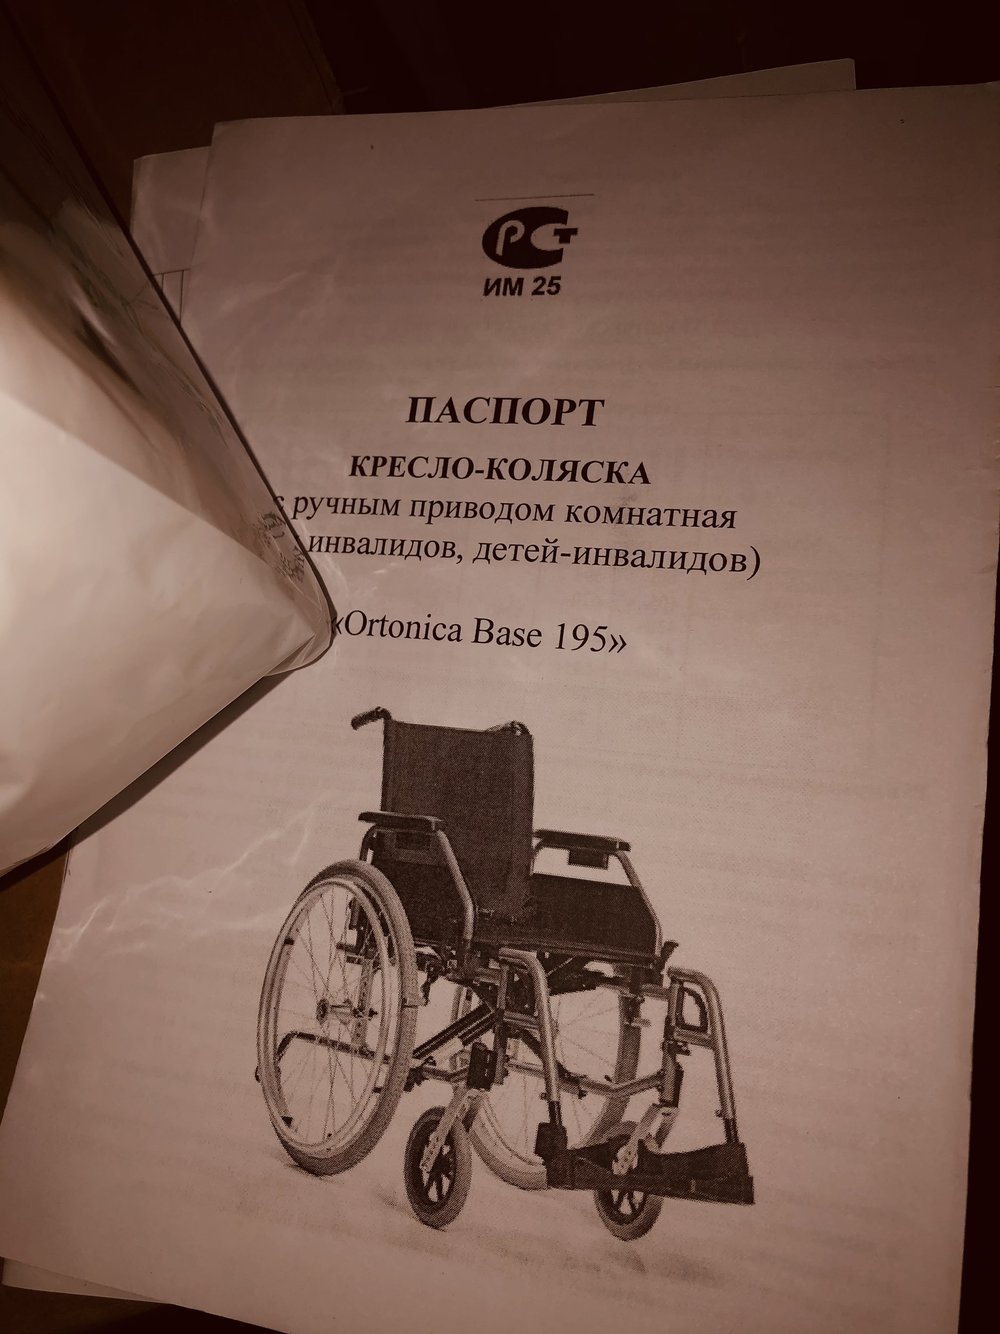 РСТ
ИМ 25
ПАСПОРТ
КРЕСЛО-КОЛЯСКА
с ручным приводом комнатная
инвалидов, детей-инвалидов)
«Ortonica Base 195»